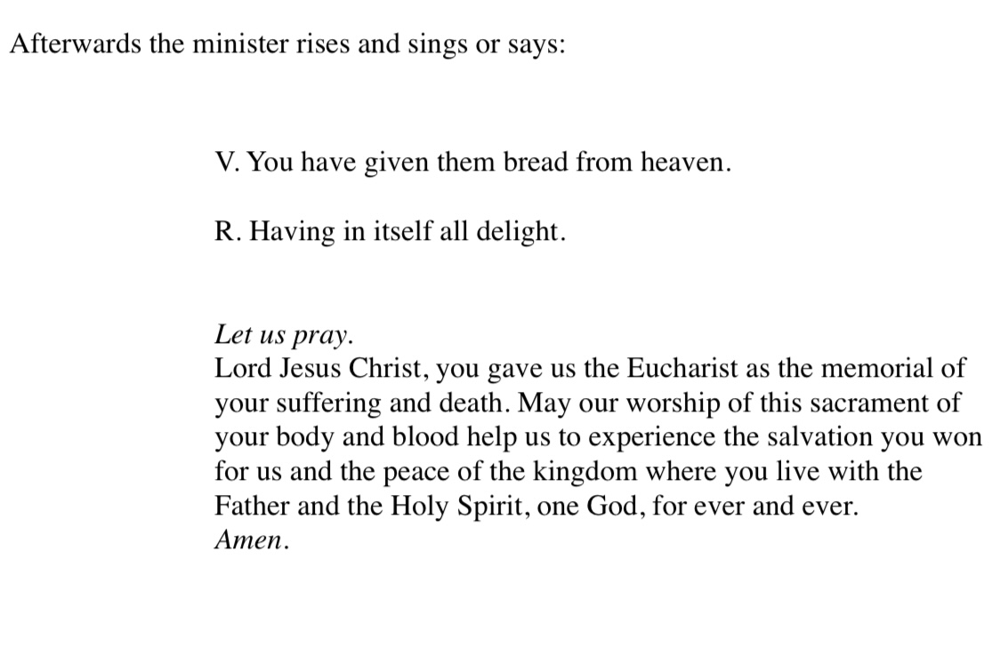 Afterwards the minister rises and sings or says:
V. You have given them bread from heaven.
R. Having in itself all delight.
Let us pray.
Lord Jesus Christ, you gave us the Eucharist as the memorial of
your suffering and death. May our worship of this sacrament of
your body and blood help us to experience the salvation you won
for us and the peace of the kingdom where you live with the
Father and the Holy Spirit, one God, for ever and ever.
Amen.